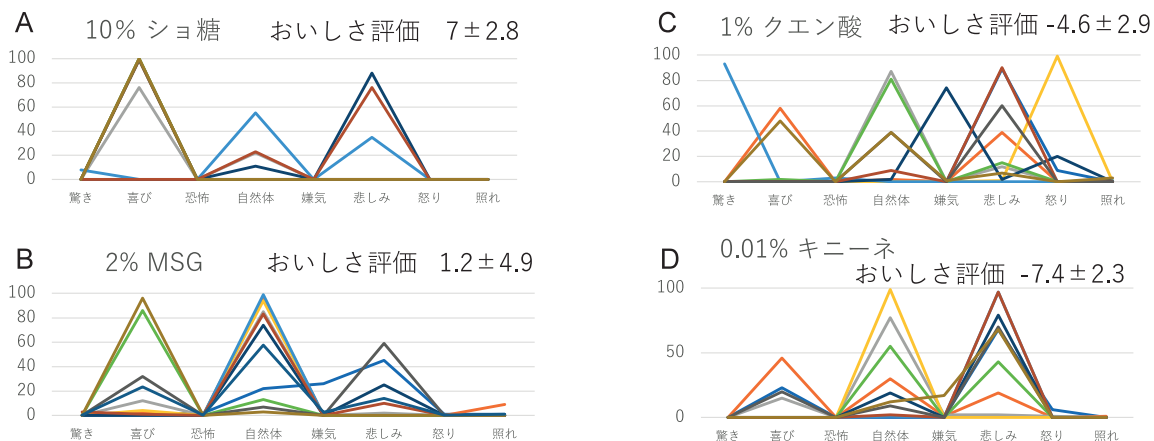 A
10% ショ糖 おいしさ評価 7±2.8
100
80
60
40
20
0
驚き 喜び 恐怖 自然体 嫌気 悲しみ 怒り 照れ
B
2% MSG おいしさ評価 1.2±4.9
100
80
60
40
20
0
驚き 喜び 恐怖 自然体 嫌気 悲しみ 怒り 照れ
C
1% クエン酸 おいしさ評価 -4.6±2.9
100
80
60
40
20
0
驚き 喜び 恐怖 自然体 嫌気 悲しみ 怒り 照れ
D
0.01% キニーネ
おいしさ評価 -7.4±2.3
100
50
0
驚き 喜び 恐怖 自然体 嫌気 悲しみ 怒り 照れ